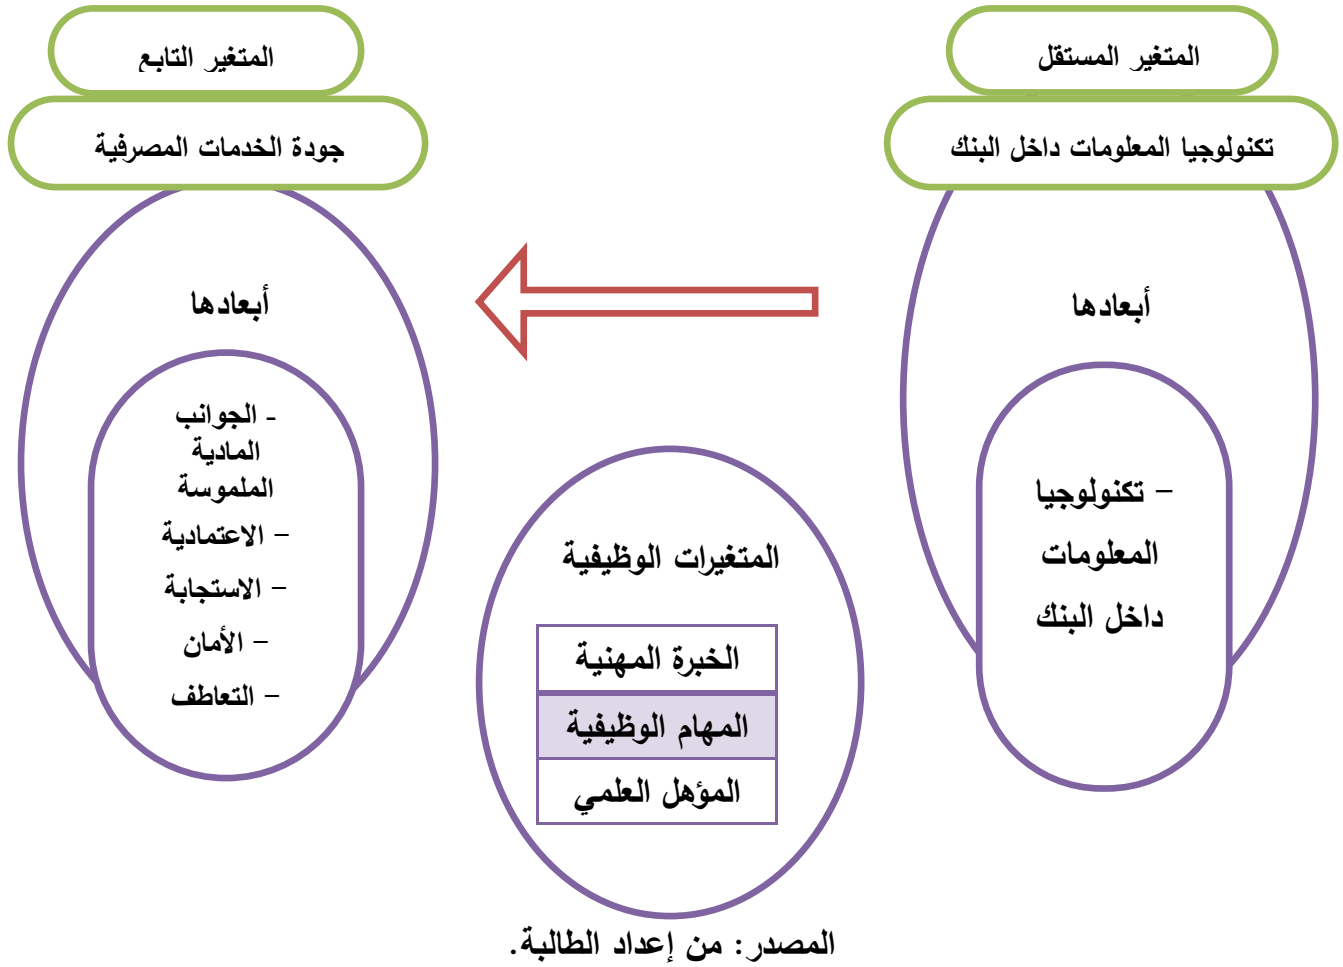 المتغير المستقل
تكنولوجيا المعلومات داخل البنك
أبعادها
– تكنولوجيا
المعلومات
داخل البنك
المتغير التابع
جودة الخدمات المصرفية
أبعادها
- الجوانب
المادية
الملموسة
– الاعتمادية
– الاستجابة
– الأمان
– التعاطف
المتغيرات الوظيفية
الخبرة المهنية
المهام الوظيفية
المؤهل العلمي
المصدر: من إعداد الطالبة.